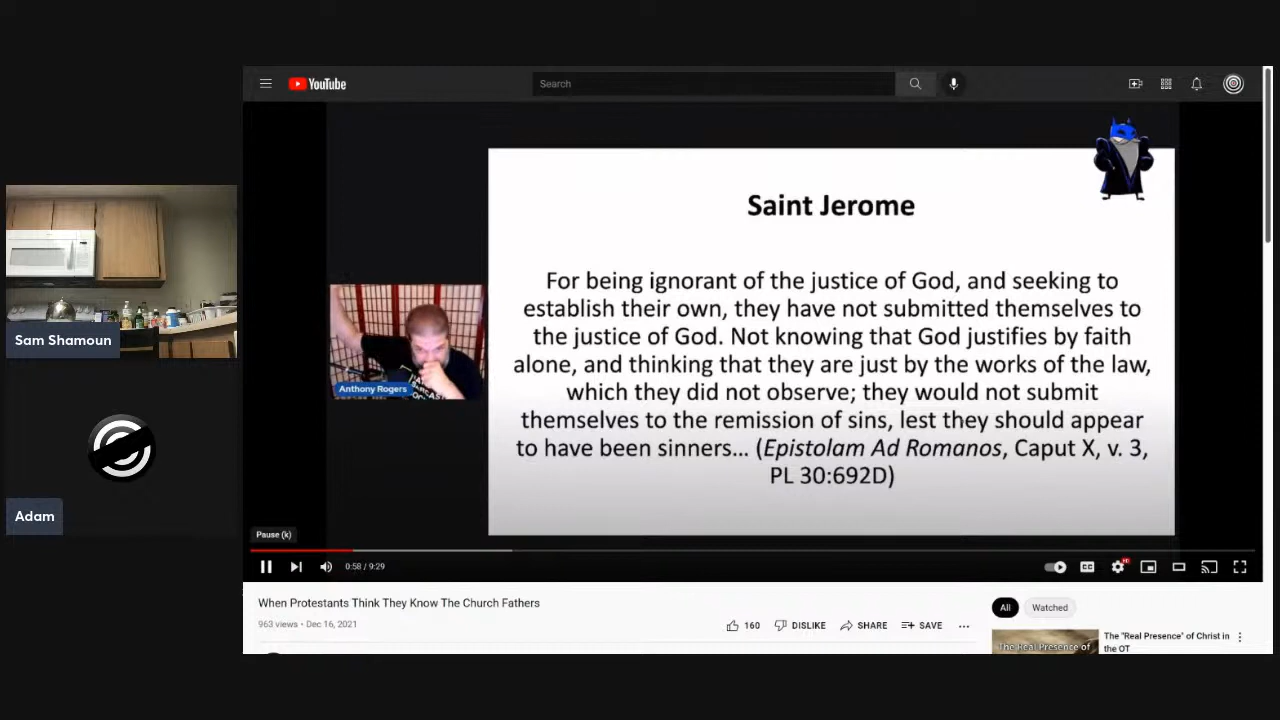 YouTube
Search
Saint Jerome
For being ignorant of the justice of God, and seeking to
establish their own, they have not submitted themselves to
the justice of God. Not knowing that God justifies by faith
alone, and thinking that they are just by the works of the law,
which they did not observe; they would not submit
themselves to the remission of sins, lest they should appear
to have been sinners... (Epistolam Ad Romanos, Caput X, v. 3,
PL 30:692D)
Anthony Rogers
Sam Shamoun
Adam
Pause (k)
0:58 / 9:29
CC
HD
When Protestants Think They Know The Church Fathers
963 views • Dec 16, 2021
160
DISLIKE
SHARE
SAVE
All
Watched
The Real Presence of
The "Real Presence" of Christ in
the OT